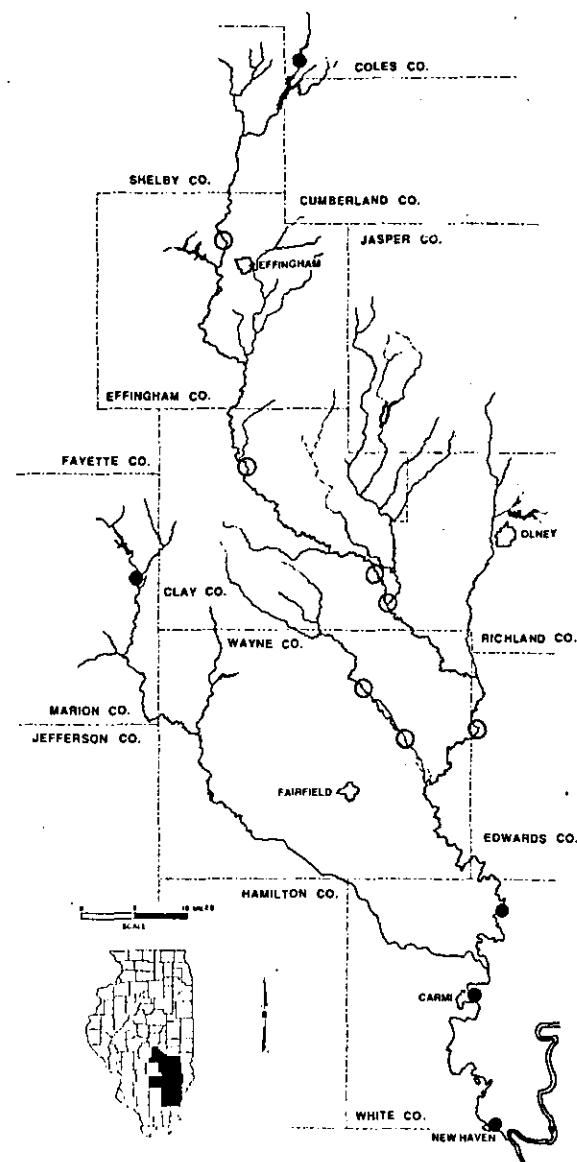 COLES CO.
SHELBY CO.
CUMBERLAND CO.
JASPER CO.
EFFINGHAM
EFFINGHAM CO.
FAYETTE CO.
OLNEY
CLAY CO.
WAYNE CO.
RICHLAND CO.
MARION CO.
JEFFERSON CO.
FAIRFIELD
EDWARDS CO.
HAMILTON CO.
SCALE
CARMI
WHITE CO.
NEW HAVEN